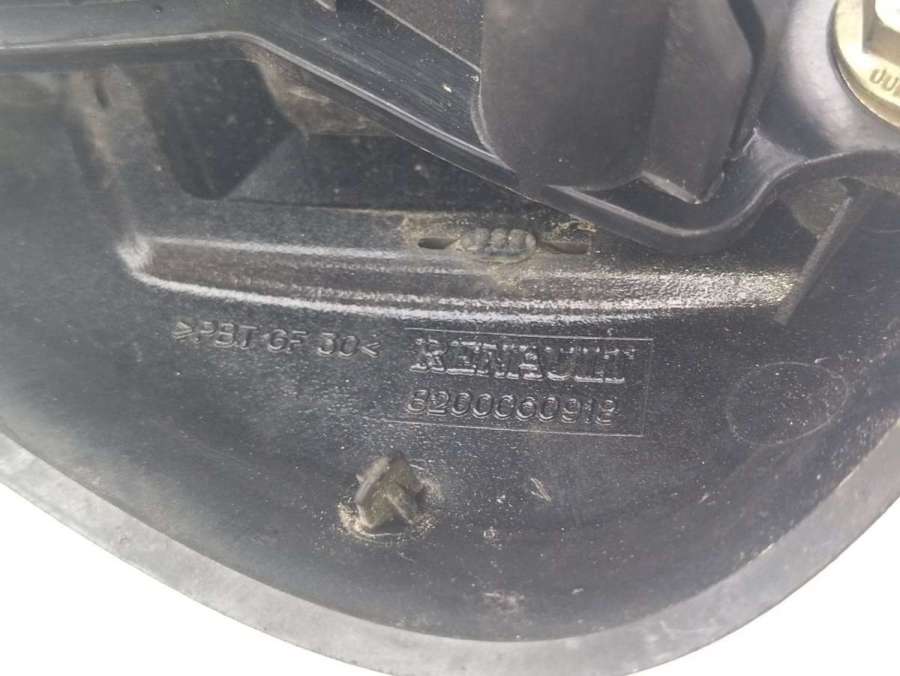 >PBT GF 30<
RENAULT
8200060918